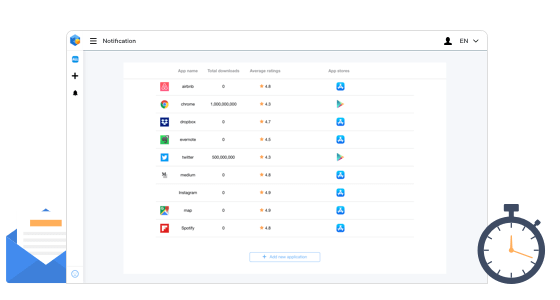 Notification
EN
App name Total downloads Average ratings App stores
airbnb 0 4.8
chrome 1,000,000,000 4.3
dropbox 0 4.7
evernote 0 4.5
twitter 500,000,000 4.3
medium 0 4.8
Instagram 0 4.9
map 0 4.9
Spotify 0 4.8
+ Add new application